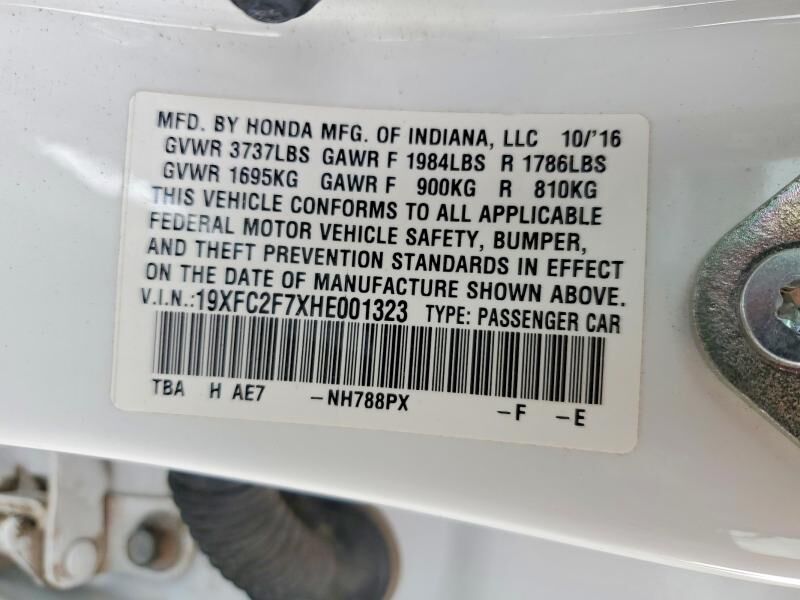 MFD. BY HONDA MFG. OF INDIANA, LLC 10/'16
GVWR 3737LBS GAWR F 1984LBS R 1786LBS
GVWR 1695KG GAWR F 900KG R 810KG
THIS VEHICLE CONFORMS TO ALL APPLICABLE
FEDERAL MOTOR VEHICLE SAFETY, BUMPER,
AND THEFT PREVENTION STANDARDS IN EFFECT
ON THE DATE OF MANUFACTURE SHOWN ABOVE.
V.I.N.:19XFC2F7XHE001323 TYPE: PASSENGER CAR
TBA H AE7 -NH788PX -F -E